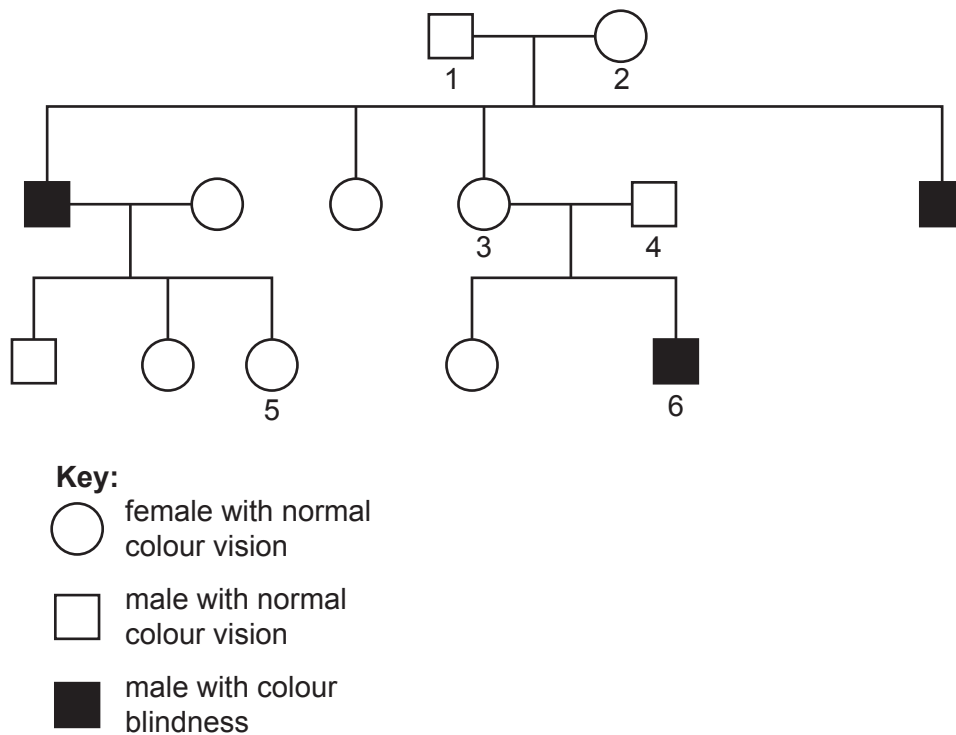 1
2
3
4
5
6
Key:
female with normal
colour vision
male with normal
colour vision
male with colour
blindness